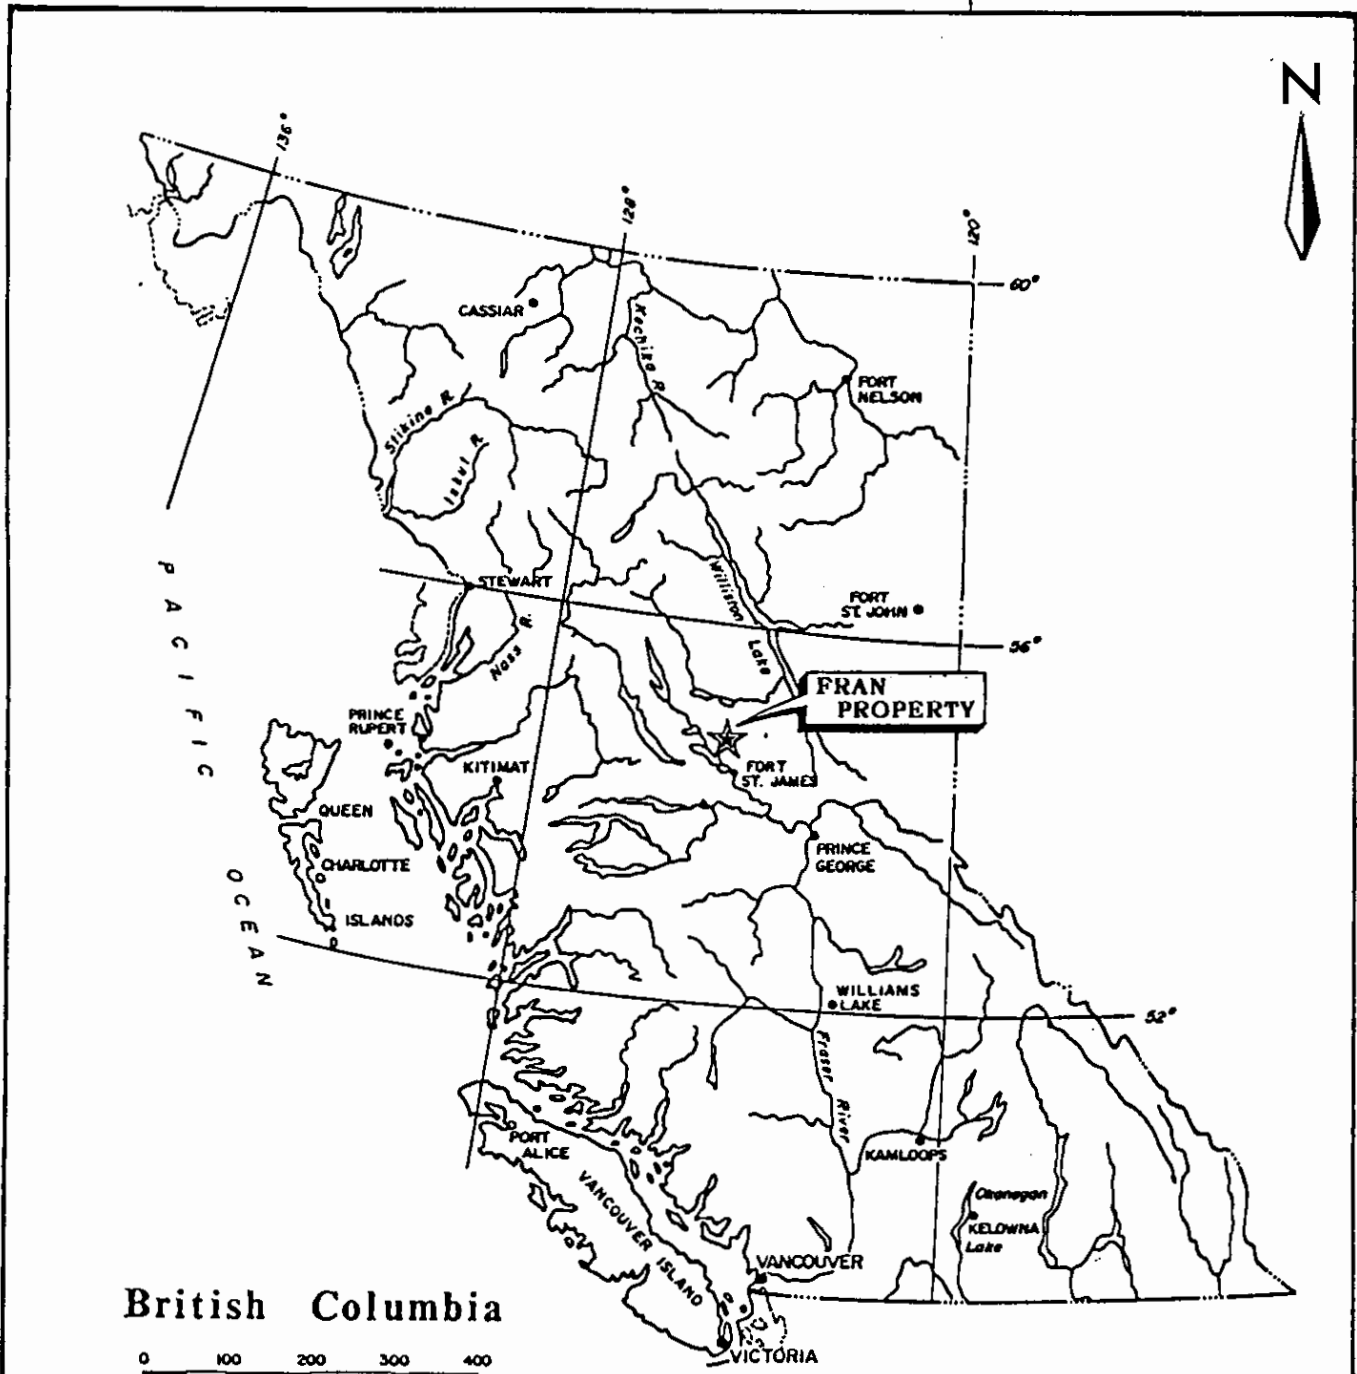 N
136°
128°
120°
60°
CASSIAR
Kechika R.
FORT
NELSON
Stikine R.
Iskut R.
PACIFIC
OCEAN
STEWART
Nass R.
Williston
Lake
FORT
ST. JOHN
56°
FRAN
PROPERTY
PRINCE
RUPERT
KITIMAT
FORT
ST. JAMES
QUEEN
CHARLOTTE
ISLANDS
PRINCE
GEORGE
WILLIAMS
LAKE
52°
Fraser
River
PORT
ALICE
KAMLOOPS
VANCOUVER ISLAND
Okanagan
KELOWNA
Lake
VANCOUVER
VICTORIA
British Columbia
0 100 200 300 400